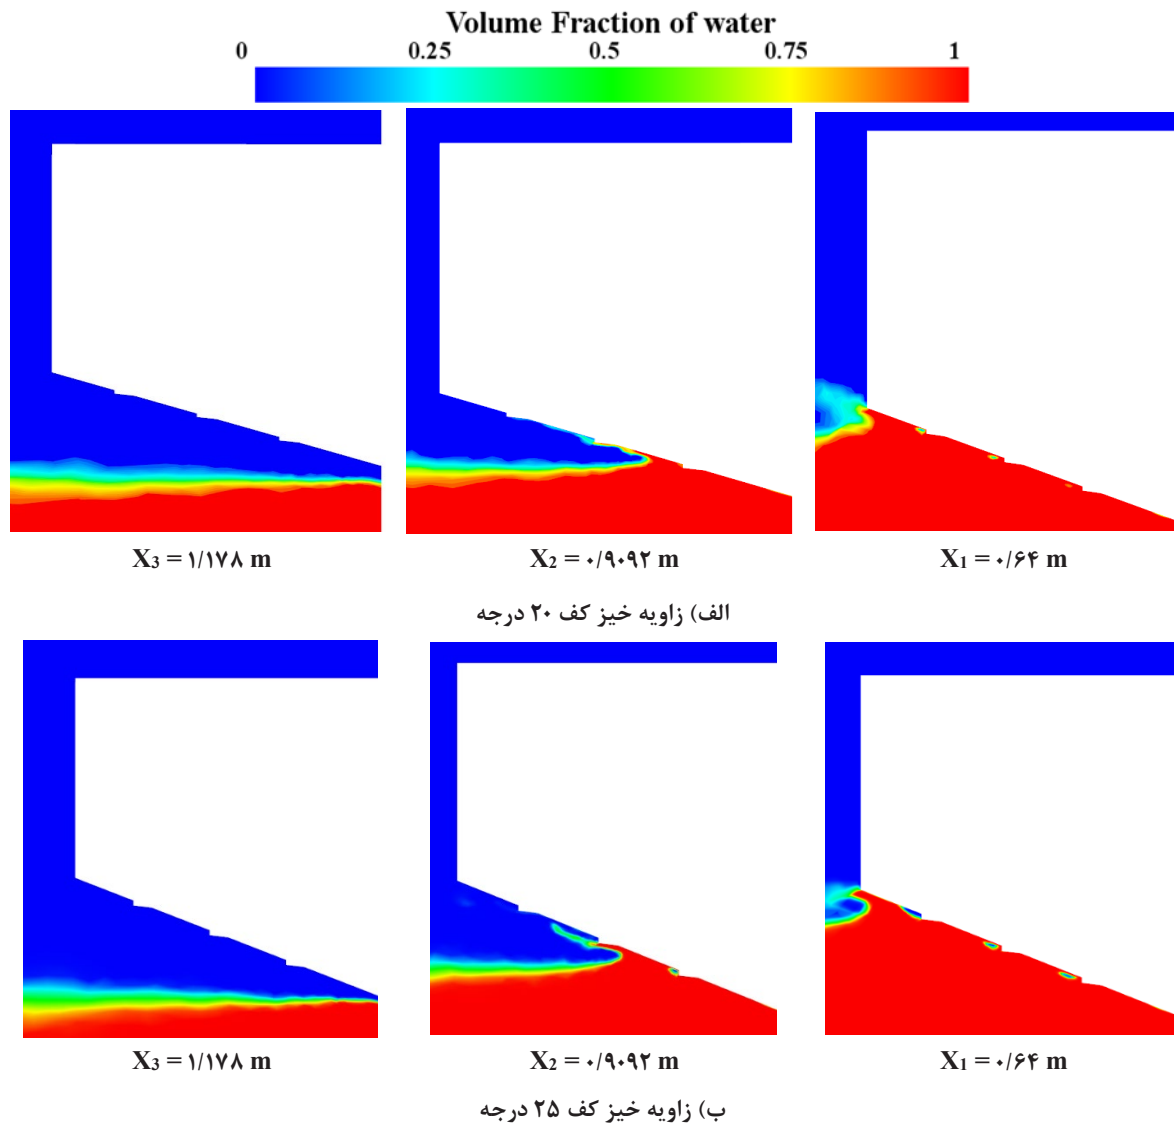 Volume Fraction of water
0 0.25 0.5 0.75 1
X₃ = ۱/۱۷۸ m X₂ = ۰/۹۰۹۲ m X₁ = ۰/۶۴ m
الف) زاویه خیز کف ۲۰ درجه
X₃ = ۱/۱۷۸ m X₂ = ۰/۹۰۹۲ m X₁ = ۰/۶۴ m
ب) زاویه خیز کف ۲۵ درجه